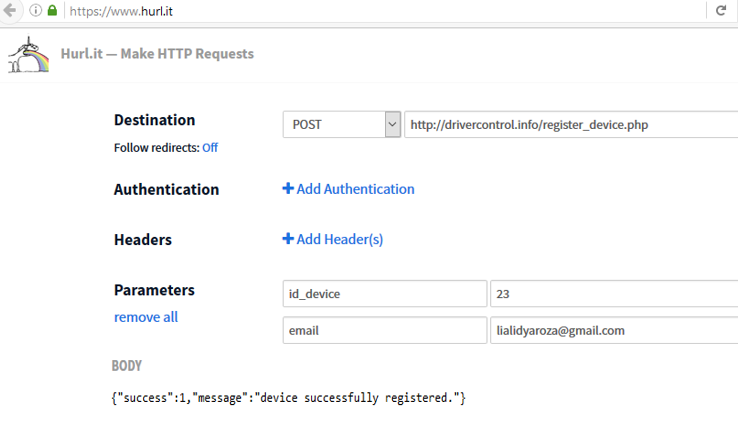 https://www.hurl.it
Hurl.it — Make HTTP Requests
Destination
POST
http://drivercontrol.info/register_device.php
Follow redirects: Off
Authentication
+ Add Authentication
Headers
+ Add Header(s)
Parameters
id_device
23
remove all
email
lialidyaroza@gmail.com
BODY
{"success":1,"message":"device successfully registered."}